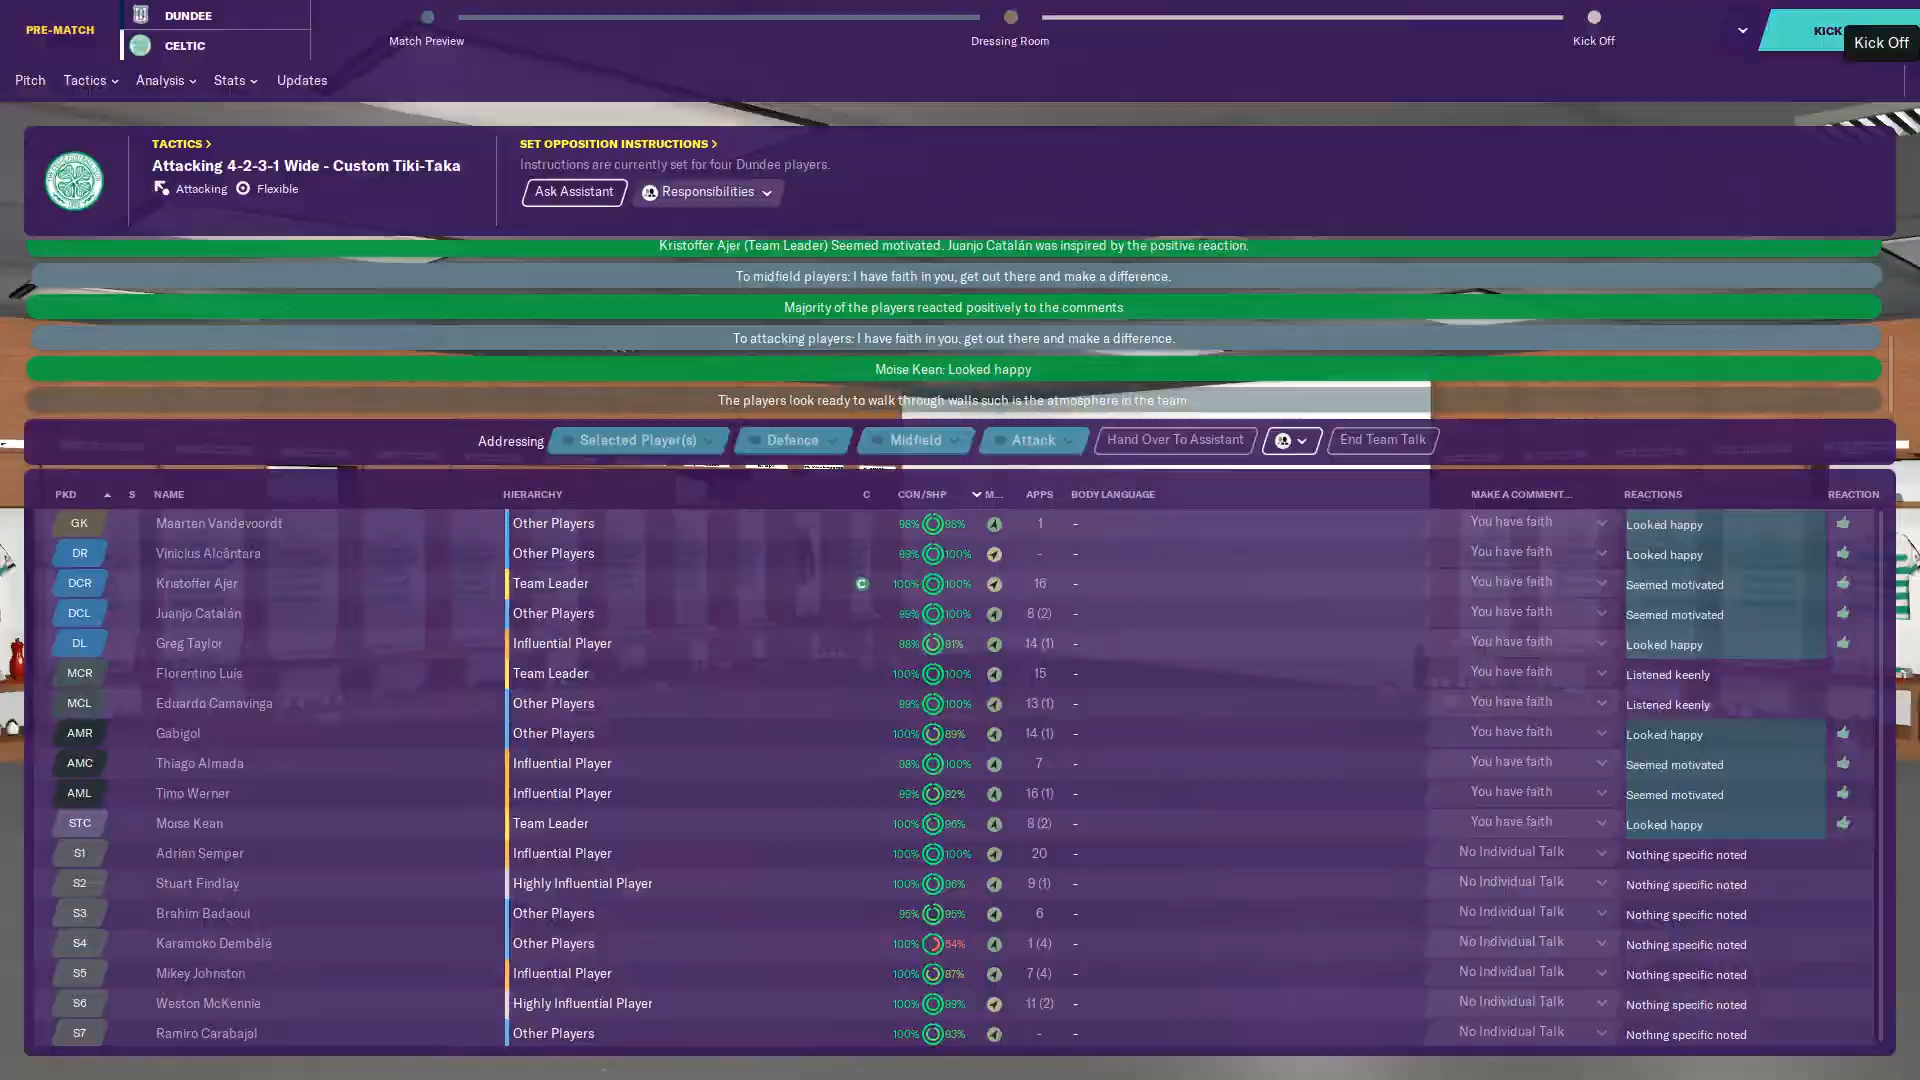 PRE-MATCH
DUNDEE
CELTIC
Match Preview
Dressing Room
Kick Off
KICK
Kick Off
Pitch Tactics Analysis Stats Updates
TACTICS >
Attacking 4-2-3-1 Wide - Custom Tiki-Taka
Attacking Flexible
SET OPPOSITION INSTRUCTIONS >
Instructions are currently set for four Dundee players.
Ask Assistant Responsibilities
Kristoffer Ajer (Team Leader) Seemed motivated. Juanjo Catalán was inspired by the positive reaction.
To midfield players: I have faith in you, get out there and make a difference.
Majority of the players reacted positively to the comments
To attacking players: I have faith in you, get out there and make a difference.
Moise Kean: Looked happy
The players look ready to walk through walls such is the atmosphere in the team
Addressing Selected Player(s) Defence Midfield Attack Hand Over To Assistant End Team Talk
PKD S NAME HIERARCHY C CON/SHP M... APPS BODY LANGUAGE MAKE A COMMENT... REACTIONS REACTION
GK Maarten Vandevoordt Other Players 98% 98% 1 - You have faith Looked happy
DR Vinicius Alcântara Other Players 99% 100% - - You have faith Looked happy
DCR Kristoffer Ajer Team Leader C 100% 100% 16 - You have faith Seemed motivated
DCL Juanjo Catalán Other Players 99% 100% 8 (2) - You have faith Seemed motivated
DL Greg Taylor Influential Player 98% 91% 14 (1) - You have faith Looked happy
MCR Florentino Luís Team Leader 100% 100% 15 - You have faith Listened keenly
MCL Eduardo Camavinga Other Players 99% 100% 13 (1) - You have faith Listened keenly
AMR Gabigol Other Players 100% 89% 14 (1) - You have faith Looked happy
AMC Thiago Almada Influential Player 98% 100% 7 - You have faith Seemed motivated
AML Timo Werner Influential Player 99% 92% 16 (1) - You have faith Seemed motivated
STC Moise Kean Team Leader 100% 96% 8 (2) - You have faith Looked happy
S1 Adrian Semper Influential Player 100% 100% 20 - No Individual Talk Nothing specific noted
S2 Stuart Findlay Highly Influential Player 100% 96% 9 (1) - No Individual Talk Nothing specific noted
S3 Brahim Badaoui Other Players 95% 95% 6 - No Individual Talk Nothing specific noted
S4 Karamoko Dembélé Other Players 100% 54% 1 (4) - No Individual Talk Nothing specific noted
S5 Mikey Johnston Influential Player 100% 87% 7 (4) - No Individual Talk Nothing specific noted
S6 Weston McKennie Highly Influential Player 100% 99% 11 (2) - No Individual Talk Nothing specific noted
S7 Ramiro Carabajal Other Players 100% 93% - - No Individual Talk Nothing specific noted